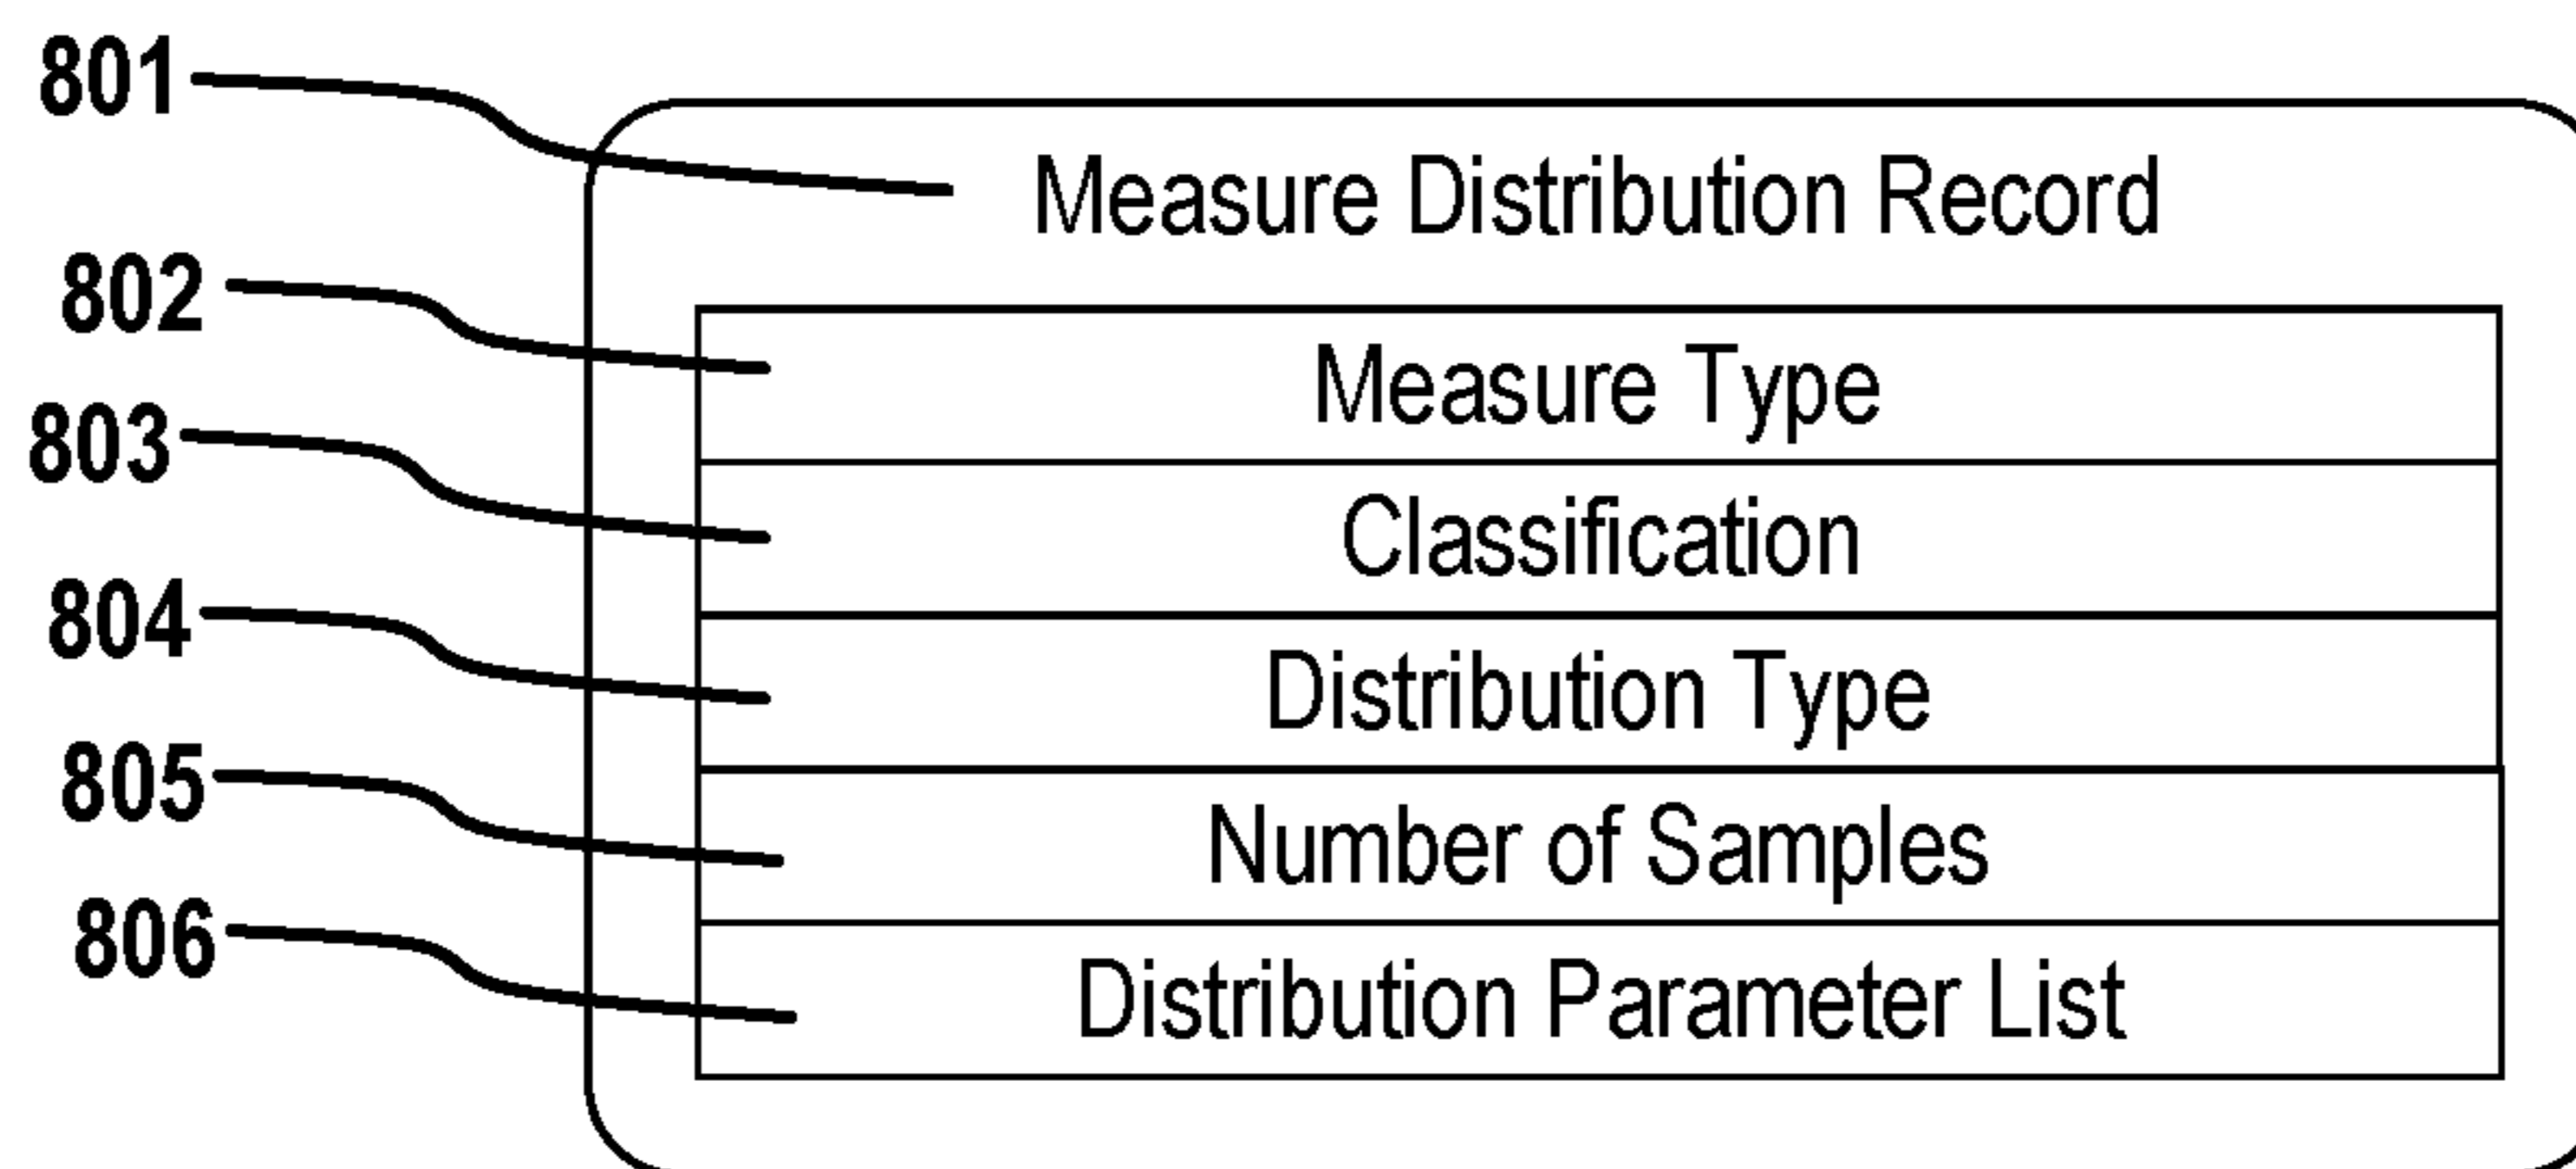 801
Measure Distribution Record
802
Measure Type
803
Classification
804
Distribution Type
805
Number of Samples
806
Distribution Parameter List